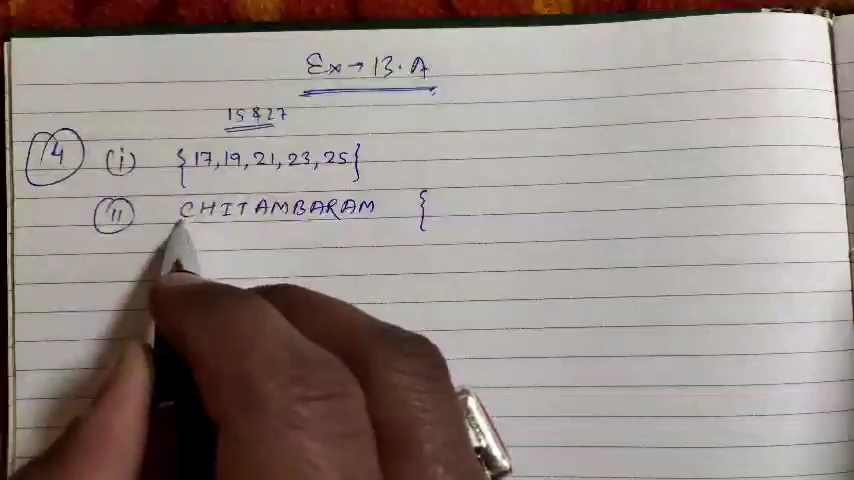 Ex → 13.A
15 & 27
4 (i) {17, 19, 21, 23, 25}
(ii) CHITAMBARAM {